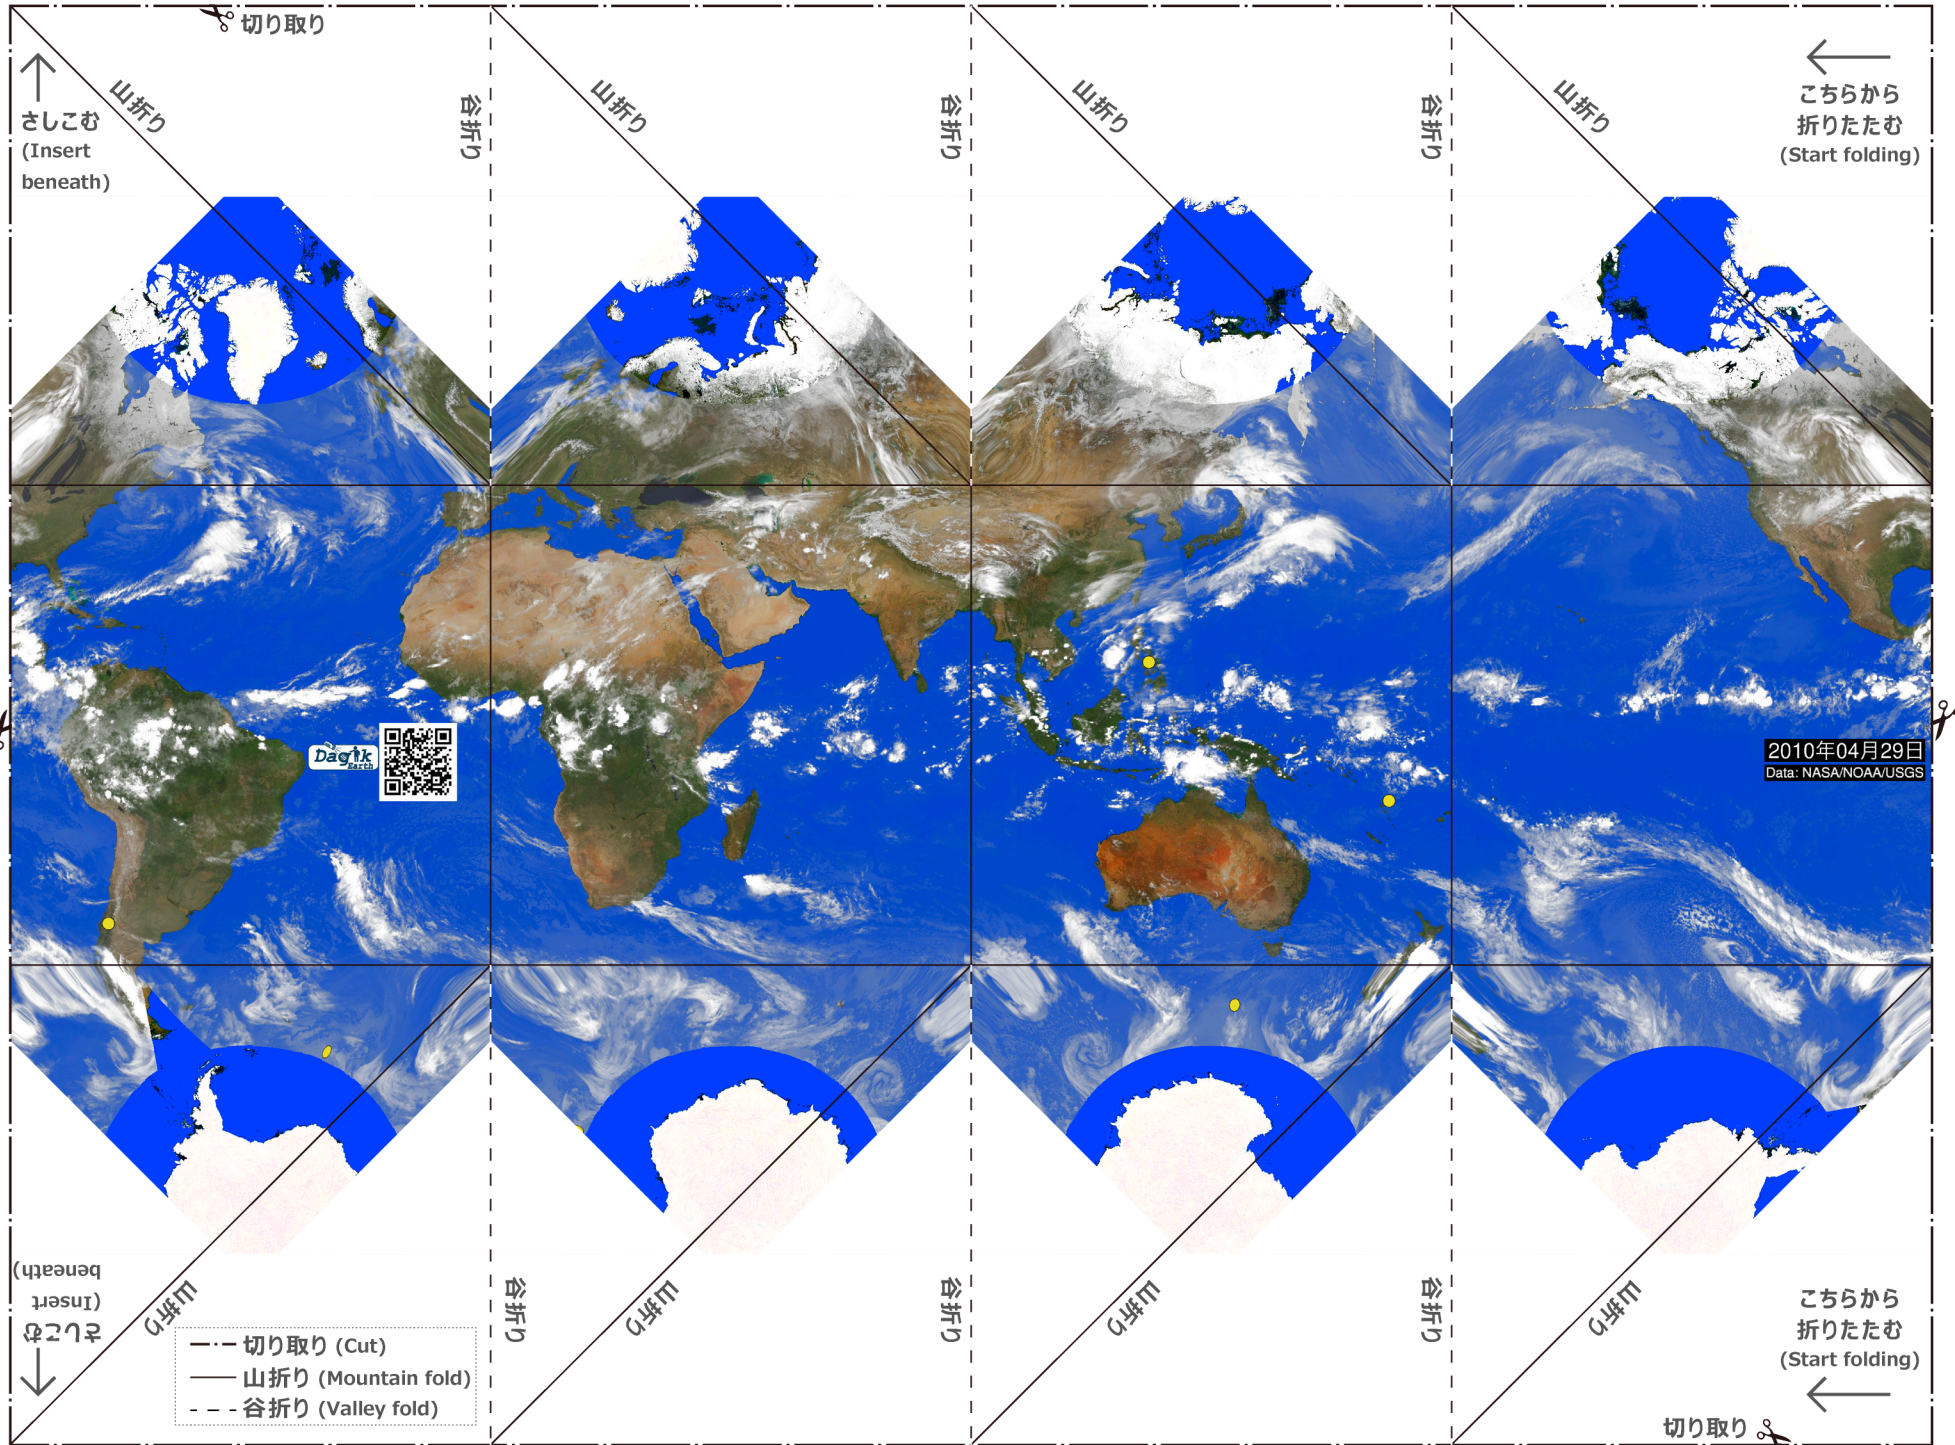 切り取り
さしこむ
(Insert
beneath)
山折り
谷折り
山折り
谷折り
山折り
谷折り
山折り
こちらから
折りたたむ
(Start folding)
Dagik
Earth
2010年04月29日
Data: NASA/NOAA/USGS
さしこむ
(Insert
beneath)
山折り
谷折り
山折り
谷折り
山折り
谷折り
山折り
こちらから
折りたたむ
(Start folding)
切り取り (Cut)
山折り (Mountain fold)
谷折り (Valley fold)
切り取り